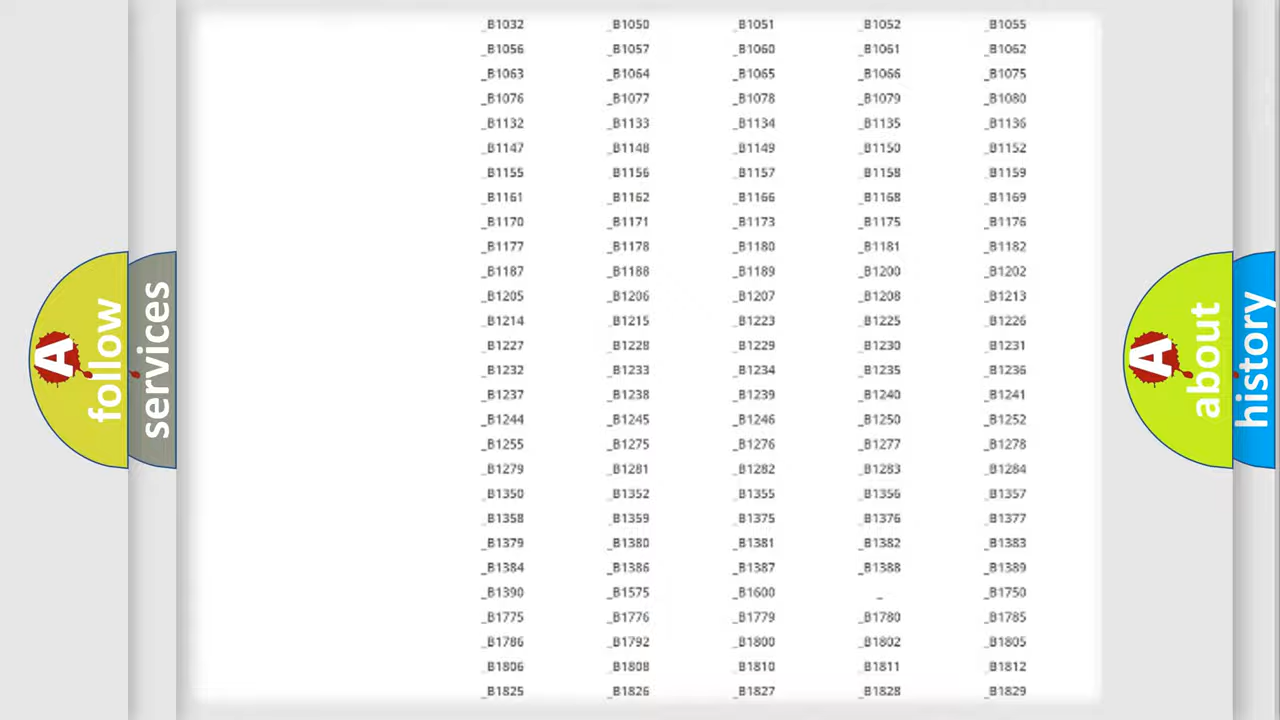 _B1032 _B1050 _B1051 _B1052 _B1055
_B1056 _B1057 _B1060 _B1061 _B1062
_B1063 _B1064 _B1065 _B1066 _B1075
_B1076 _B1077 _B1078 _B1079 _B1080
_B1132 _B1133 _B1134 _B1135 _B1136
_B1147 _B1148 _B1149 _B1150 _B1152
_B1155 _B1156 _B1157 _B1158 _B1159
_B1161 _B1162 _B1166 _B1168 _B1169
_B1170 _B1171 _B1173 _B1175 _B1176
_B1177 _B1178 _B1180 _B1181 _B1182
_B1187 _B1188 _B1189 _B1200 _B1202
_B1205 _B1206 _B1207 _B1208 _B1213
_B1214 _B1215 _B1223 _B1225 _B1226
_B1227 _B1228 _B1229 _B1230 _B1231
_B1232 _B1233 _B1234 _B1235 _B1236
_B1237 _B1238 _B1239 _B1240 _B1241
_B1244 _B1245 _B1246 _B1250 _B1252
_B1255 _B1275 _B1276 _B1277 _B1278
_B1279 _B1281 _B1282 _B1283 _B1284
_B1350 _B1352 _B1355 _B1356 _B1357
_B1358 _B1359 _B1375 _B1376 _B1377
_B1379 _B1380 _B1381 _B1382 _B1383
_B1384 _B1386 _B1387 _B1388 _B1389
_B1390 _B1575 _B1600 _ _B1750
_B1775 _B1776 _B1779 _B1780 _B1785
_B1786 _B1792 _B1800 _B1802 _B1805
_B1806 _B1808 _B1810 _B1811 _B1812
_B1825 _B1826 _B1827 _B1828 _B1829
A
follow
services
A
about
history